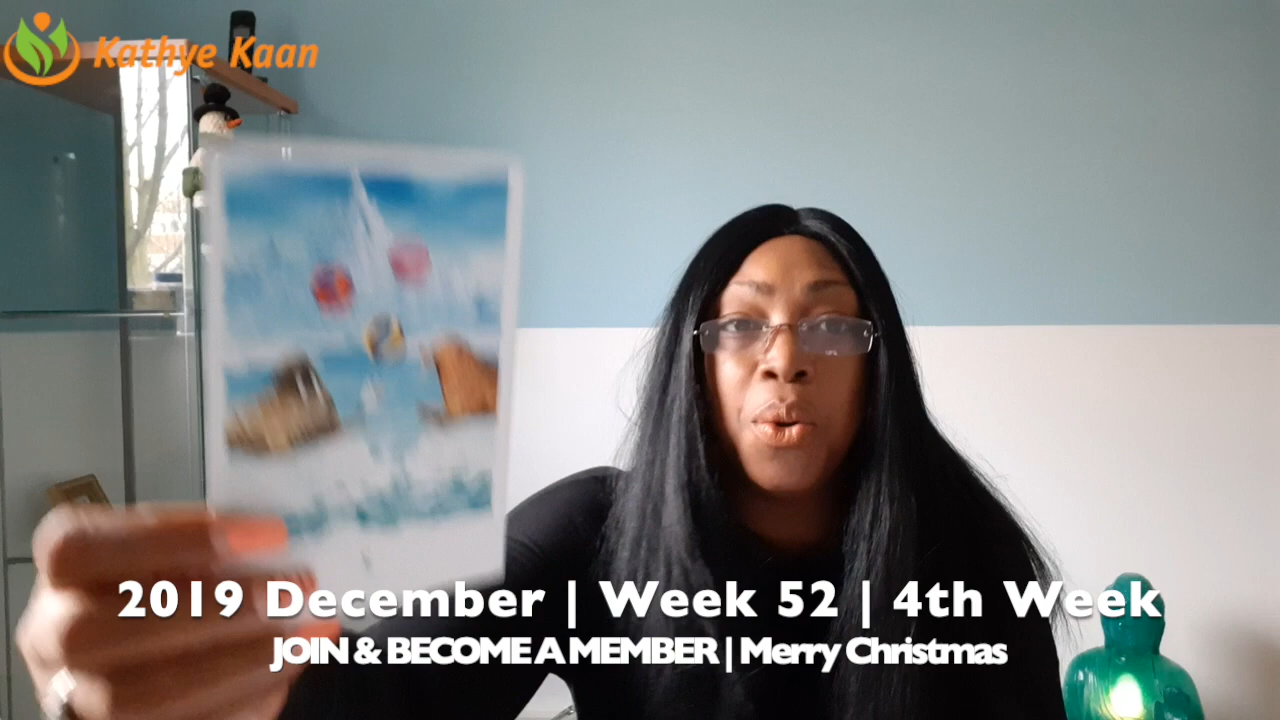 Kathye Kaan
2019 December | Week 52 | 4th Week
JOIN & BECOME A MEMBER | Merry Christmas